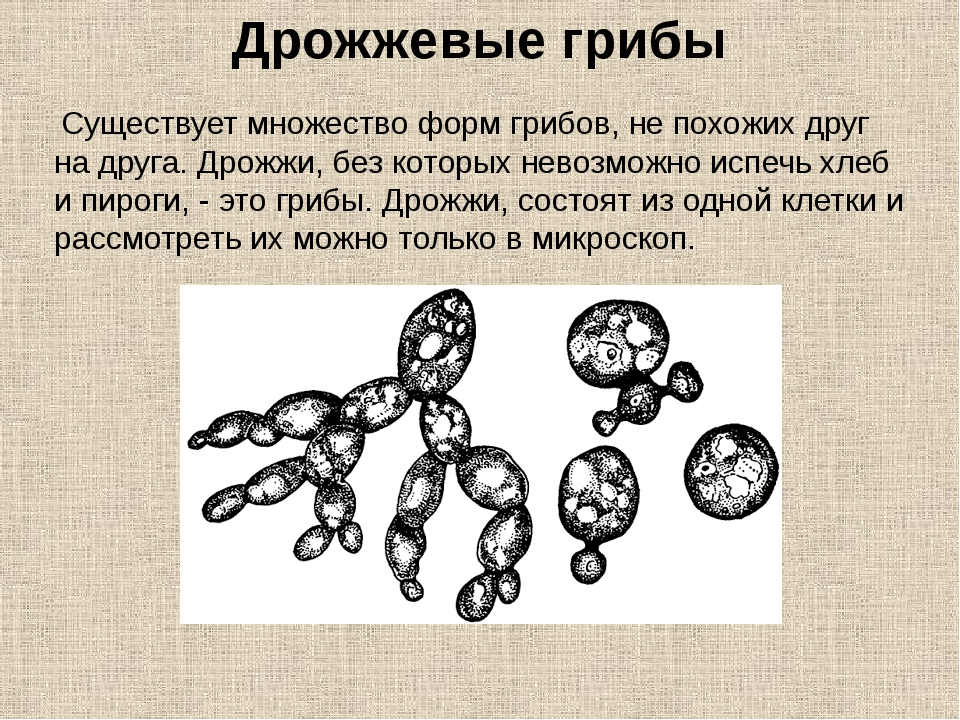 Дрожжевые грибы
Существует множество форм грибов, не похожих друг
на друга. Дрожжи, без которых невозможно испечь хлеб
и пироги, - это грибы. Дрожжи, состоят из одной клетки и
рассмотреть их можно только в микроскоп.